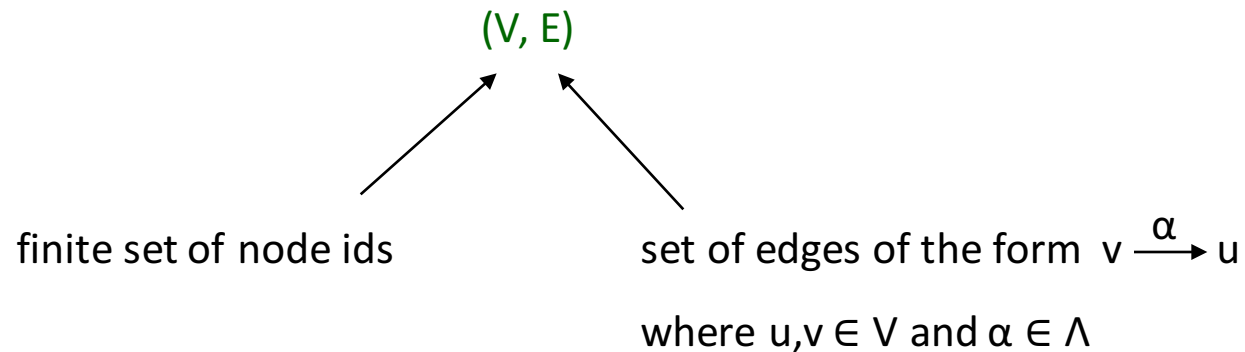 (V, E)
finite set of node ids
set of edges of the form v α u
where u,v ∈ V and α ∈ Λ